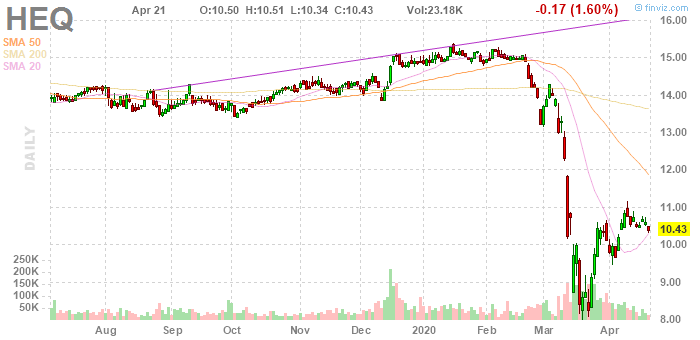 HEQ Apr 21 O:10.50 H:10.51 L:10.34 C:10.43 Vol:23.18K -0.17 (1.60%)
© finviz.com
SMA 50
SMA 200
SMA 20
DAILY
16.00
15.00
14.00
13.00
12.00
11.00
10.43
10.00
9.00
8.00
250K
200K
150K
100K
50K
Aug Sep Oct Nov Dec 2020 Feb Mar Apr